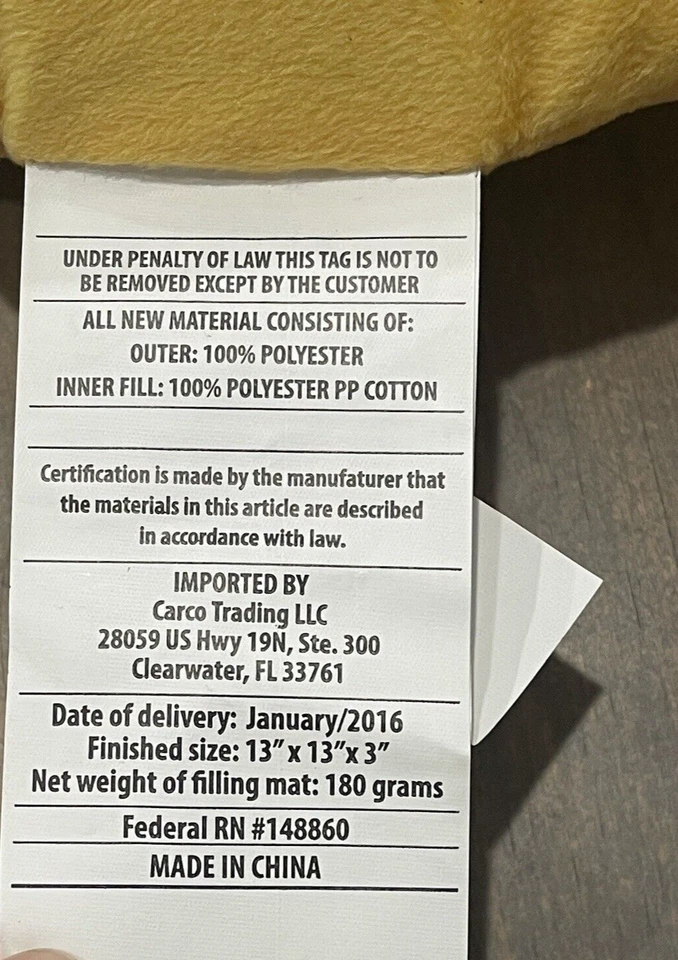 UNDER PENALTY OF LAW THIS TAG IS NOT TO
BE REMOVED EXCEPT BY THE CUSTOMER
ALL NEW MATERIAL CONSISTING OF:
OUTER: 100% POLYESTER
INNER FILL: 100% POLYESTER PP COTTON
Certification is made by the manufaturer that
the materials in this article are described
in accordance with law.
IMPORTED BY
Carco Trading LLC
28059 US Hwy 19N, Ste. 300
Clearwater, FL 33761
Date of delivery: January/2016
Finished size: 13” x 13”x 3”
Net weight of filling mat: 180 grams
Federal RN #148860
MADE IN CHINA